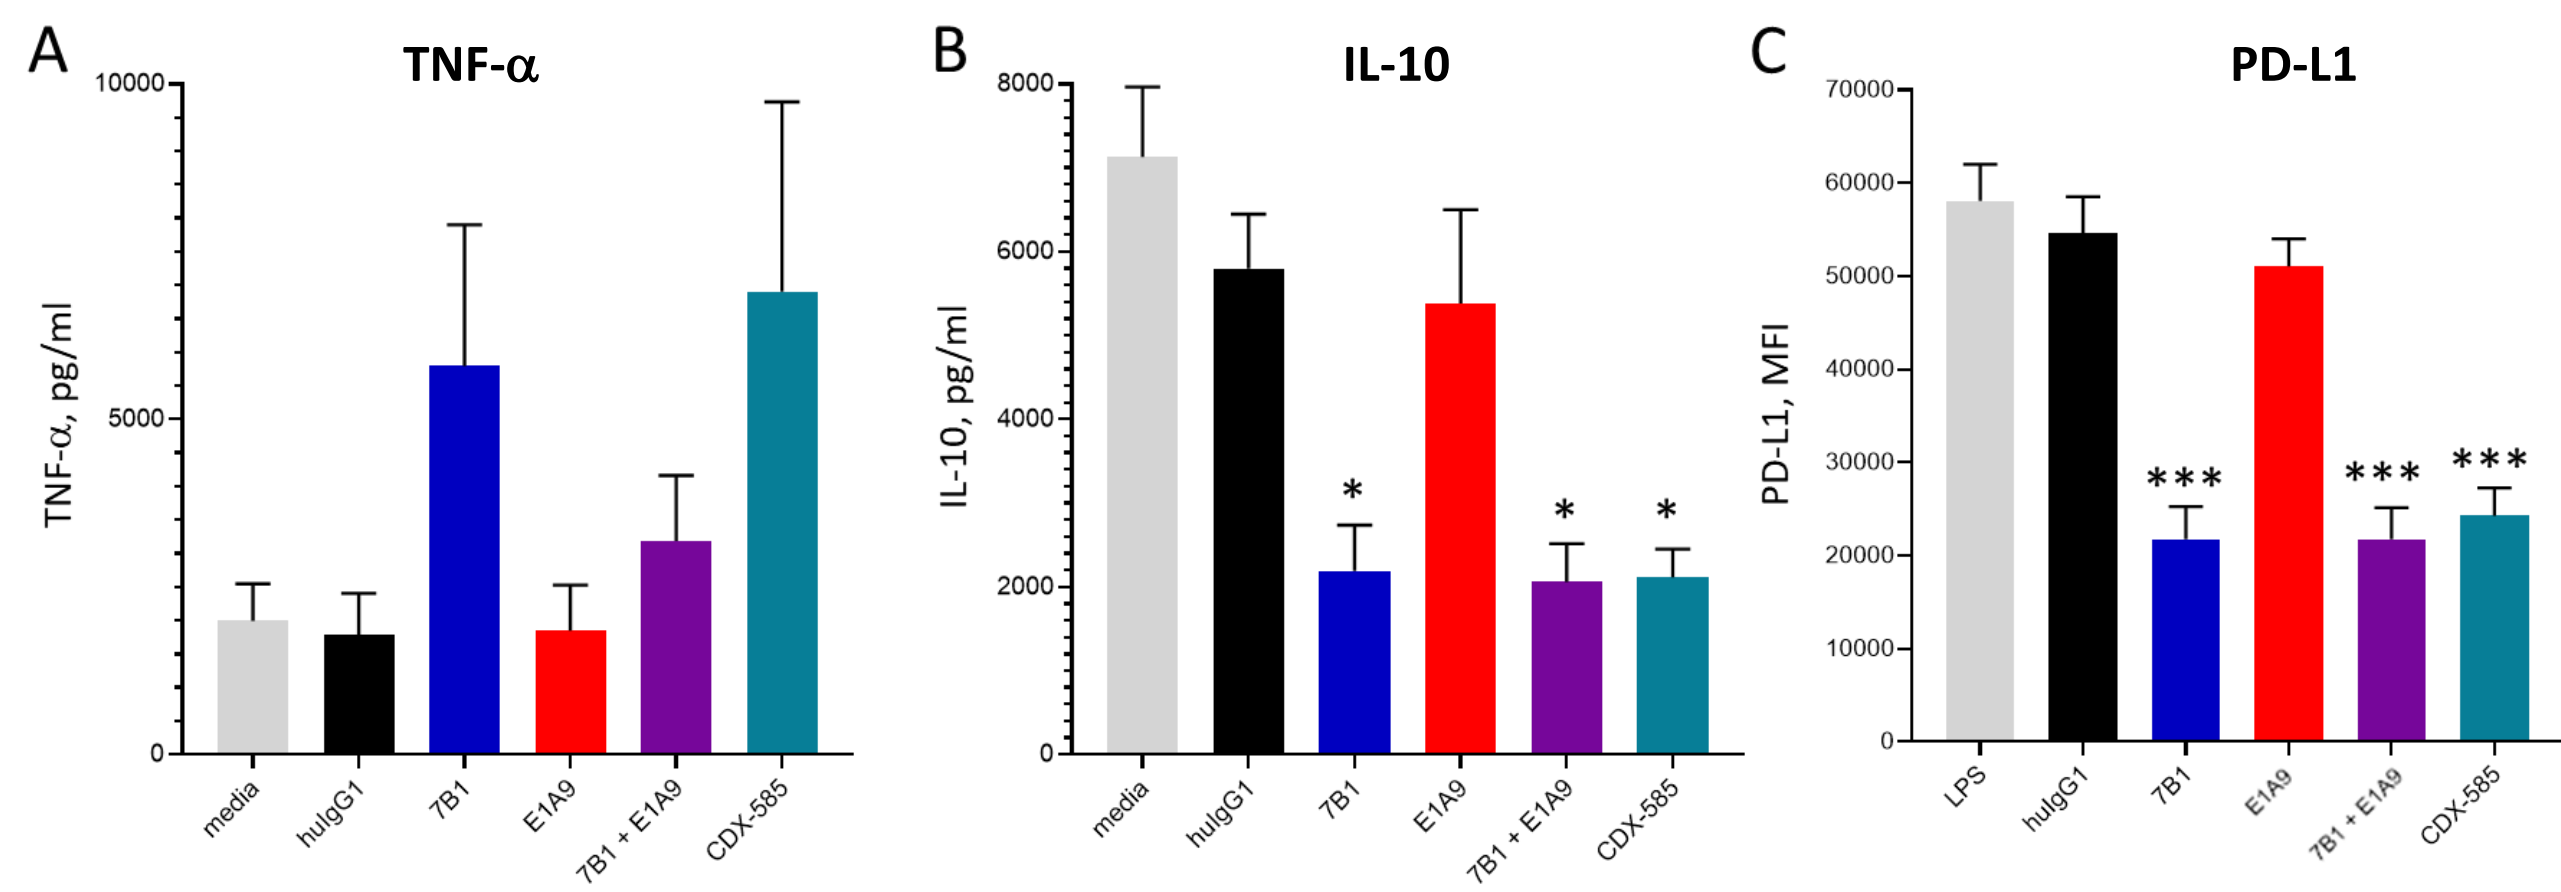 A
TNF-α
TNF-α, pg/ml
10000
5000
0
media
huIgG1
7B1
E1A9
7B1 + E1A9
CDX-585
B
IL-10
IL-10, pg/ml
8000
6000
4000
2000
0
*
*
*
media
huIgG1
7B1
E1A9
7B1 + E1A9
CDX-585
C
PD-L1
PD-L1, MFI
70000
60000
50000
40000
30000
20000
10000
0
***
***
***
LPS
huIgG1
7B1
E1A9
7B1 + E1A9
CDX-585